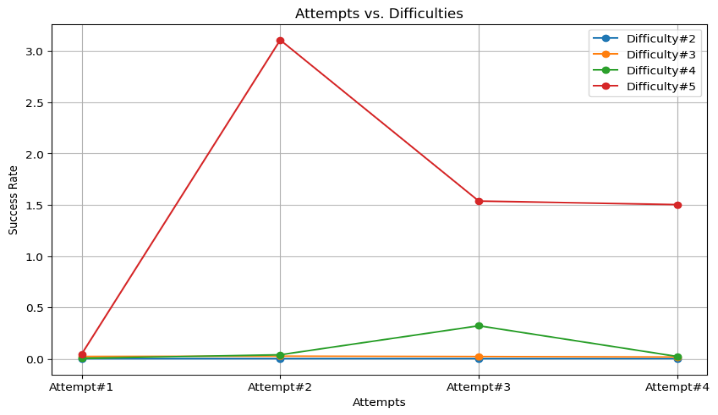 Attempts vs. Difficulties
Difficulty#2
Difficulty#3
Difficulty#4
Difficulty#5
Success Rate
3.0
2.5
2.0
1.5
1.0
0.5
0.0
Attempt#1
Attempt#2
Attempt#3
Attempt#4
Attempts